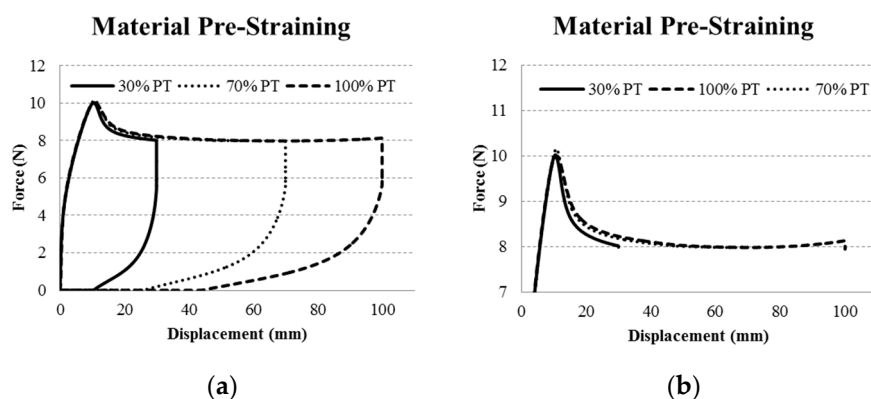 Material Pre-Straining
12
10
8
6
4
2
0
Force (N)
30% PT
70% PT
100% PT
0 20 40 60 80 100
Displacement (mm)
(a)
Material Pre-Straining
12
11
10
9
8
7
Force (N)
30% PT
100% PT
70% PT
0 20 40 60 80 100
Displacement (mm)
(b)